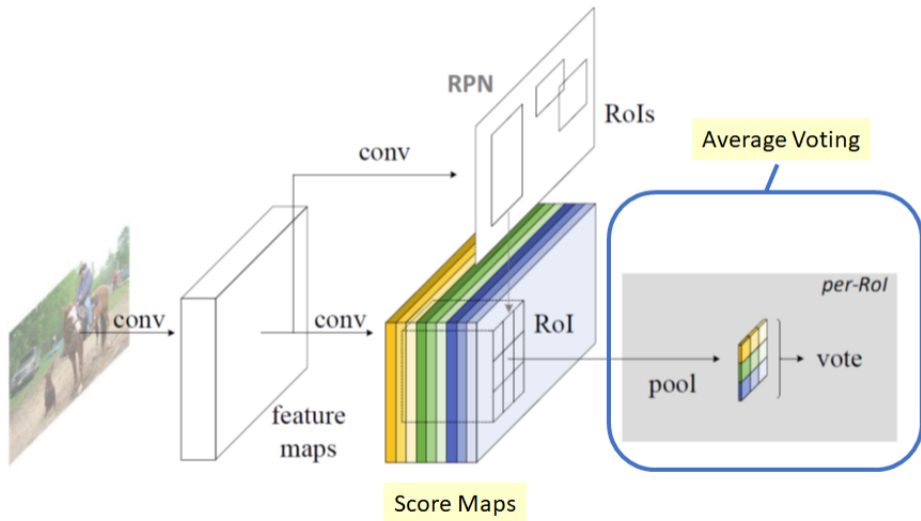 RPN
RoIs
Average Voting
conv
per-RoI
conv
conv
RoI
pool
vote
feature
maps
Score Maps